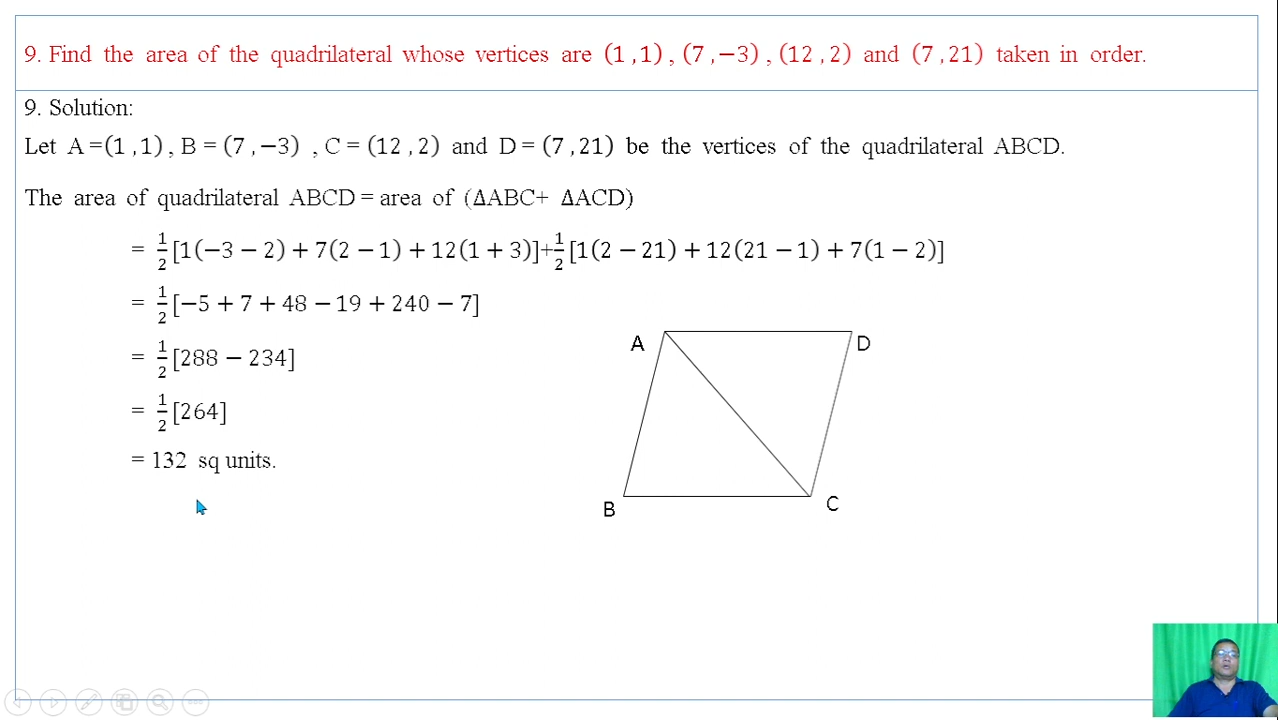 9. Find the area of the quadrilateral whose vertices are (1 ,1) , (7 ,−3) , (12 , 2) and (7 ,21) taken in order.
9. Solution:
Let A =(1 ,1) , B = (7 ,−3) , C = (12 ,2) and D = (7 ,21) be the vertices of the quadrilateral ABCD.
The area of quadrilateral ABCD = area of (∆ABC+ ∆ACD)
= 1/2 [1(−3 − 2) + 7(2 − 1) + 12(1 + 3)]+1/2 [1(2 − 21) + 12(21 − 1) + 7(1 − 2)]
= 1/2 [−5 + 7 + 48 − 19 + 240 − 7]
= 1/2 [288 − 234]
= 1/2 [264]
= 132 sq units.
A D
B C